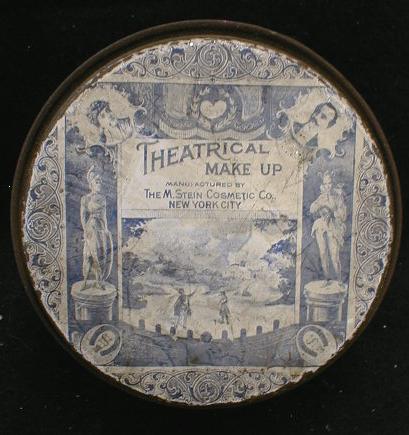 THEATRICAL
MAKE UP
MANUFACTURED BY
THE M. STEIN COSMETIC CO.,
NEW YORK CITY